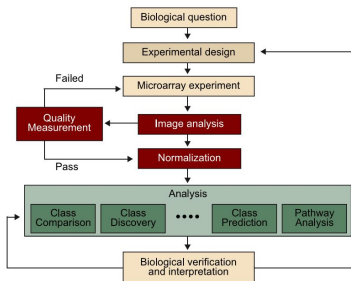 Biological question
Experimental design
Failed
Microarray experiment
Quality
Measurement
Image analysis
Pass
Normalization
Analysis
Class
Comparison
Class
Discovery
Class
Prediction
Pathway
Analysis
Biological verification
and interpretation